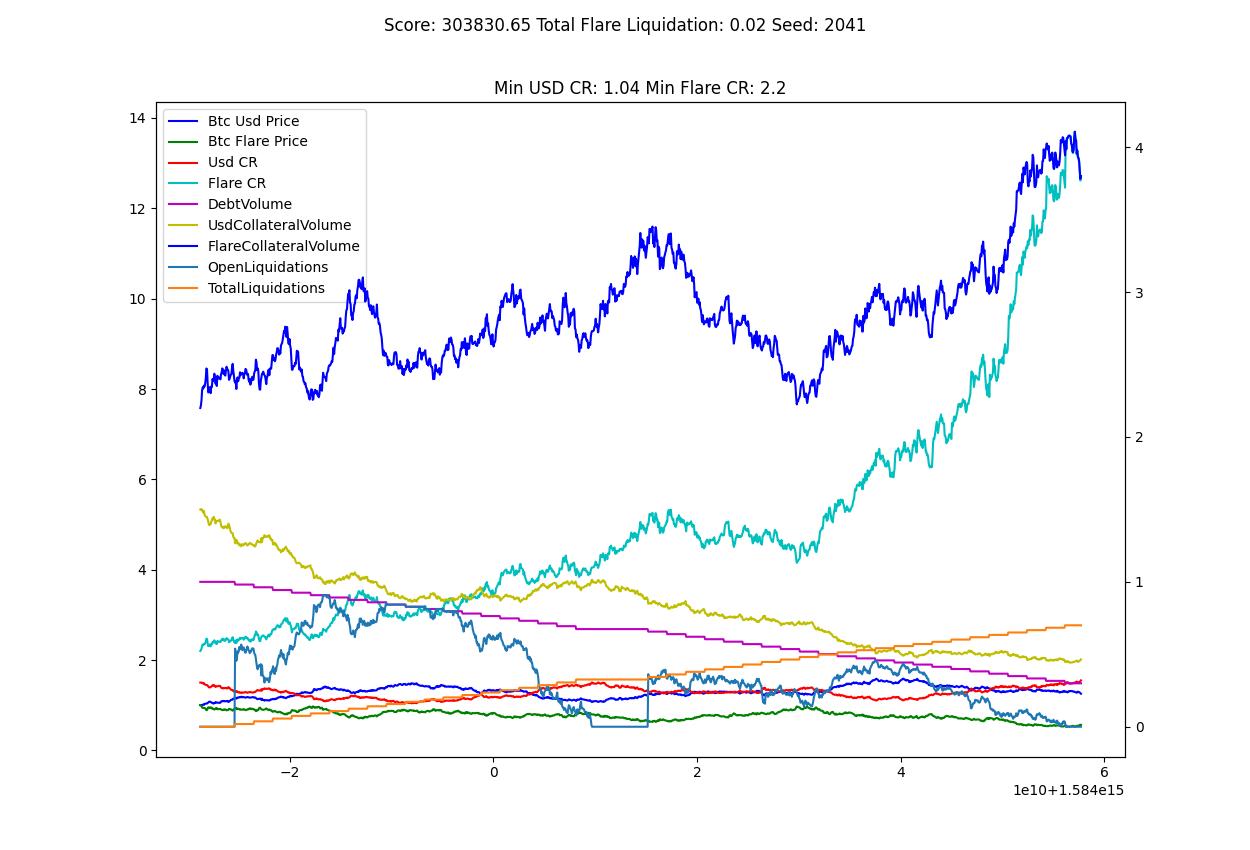 Score: 303830.65 Total Flare Liquidation: 0.02 Seed: 2041
Min USD CR: 1.04 Min Flare CR: 2.2
Btc Usd Price
Btc Flare Price
Usd CR
Flare CR
DebtVolume
UsdCollateralVolume
FlareCollateralVolume
OpenLiquidations
TotalLiquidations
14
12
10
8
6
4
2
0
4
3
2
1
0
−2
0
2
4
6
1e10+1.584e15